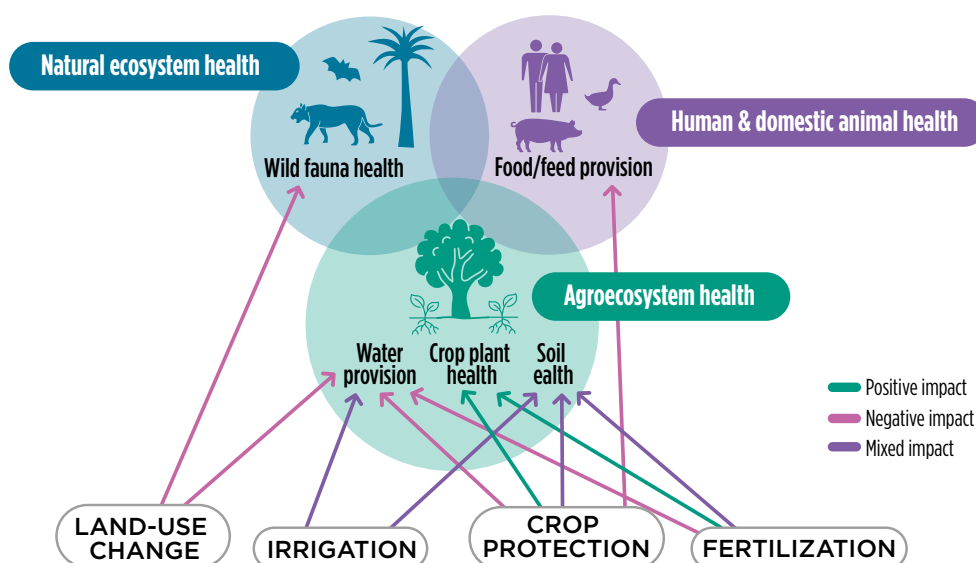 Natural ecosystem health
Human & domestic animal health
Wild fauna health
Food/feed provision
Agroecosystem health
Water
provision
Crop plant
health
Soil
ealth
Positive impact
Negative impact
Mixed impact
LAND-USE
CHANGE
IRRIGATION
CROP
PROTECTION
FERTILIZATION